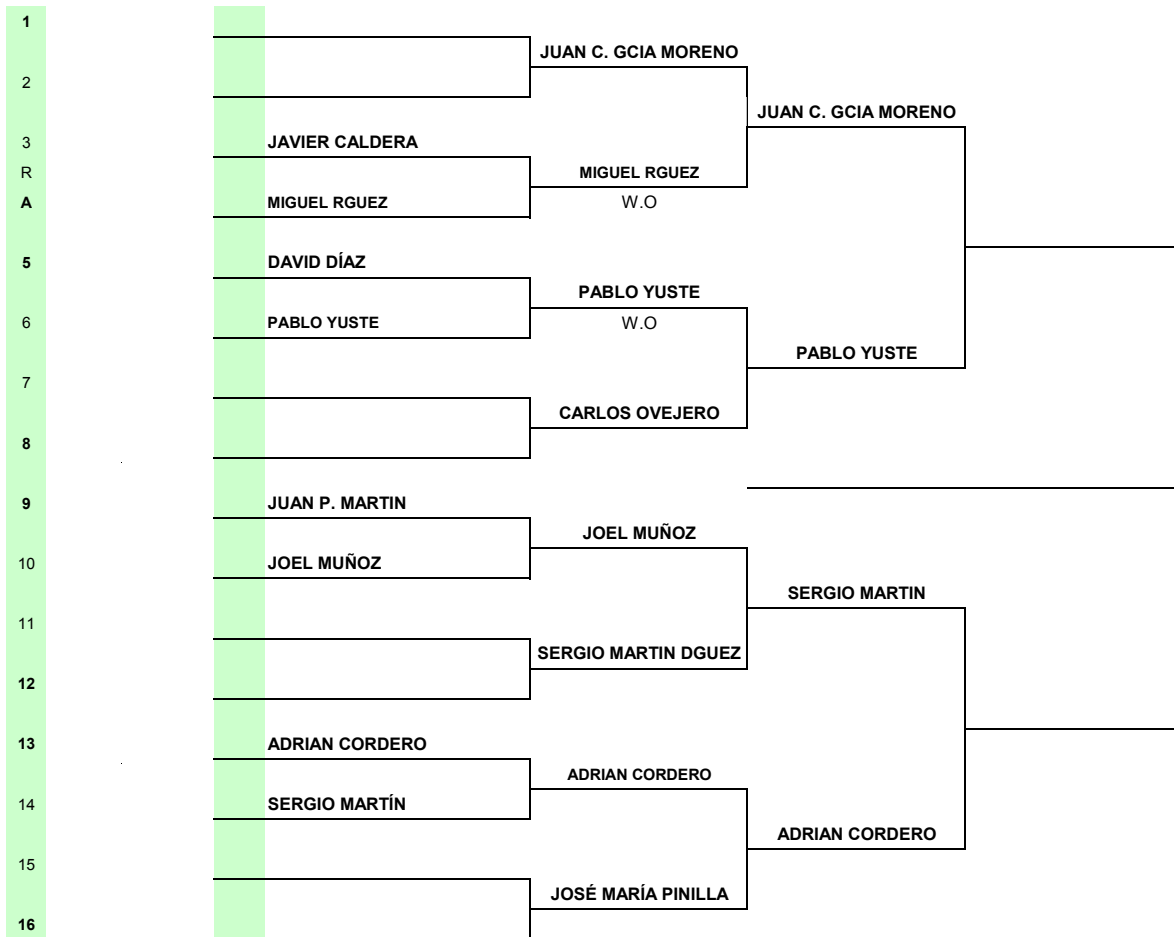 1
JUAN C. GCIA MORENO
2
JUAN C. GCIA MORENO
3 JAVIER CALDERA
R MIGUEL RGUEZ
A MIGUEL RGUEZ W.O
5 DAVID DÍAZ
PABLO YUSTE
6 PABLO YUSTE W.O
PABLO YUSTE
7
CARLOS OVEJERO
8
9 JUAN P. MARTIN
JOEL MUÑOZ
10 JOEL MUÑOZ
SERGIO MARTIN
11
SERGIO MARTIN DGUEZ
12
13 ADRIAN CORDERO
ADRIAN CORDERO
14 SERGIO MARTÍN
ADRIAN CORDERO
15
JOSÉ MARÍA PINILLA
16